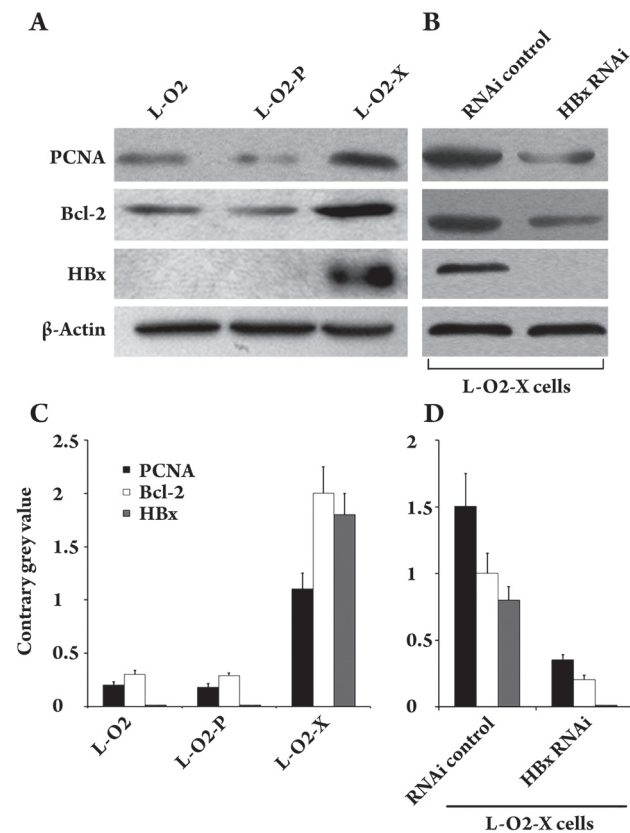 A
B
L-O2
L-O2-P
L-O2-X
RNAi control
HBx RNAi
PCNA
Bcl-2
HBx
β-Actin
L-O2-X cells
C
D
Contrary grey value
2.5
2
1.5
1
0.5
0
PCNA
Bcl-2
HBx
L-O2
L-O2-P
L-O2-X
2
1.5
1
0.5
0
RNAi control
HBx RNAi
L-O2-X cells